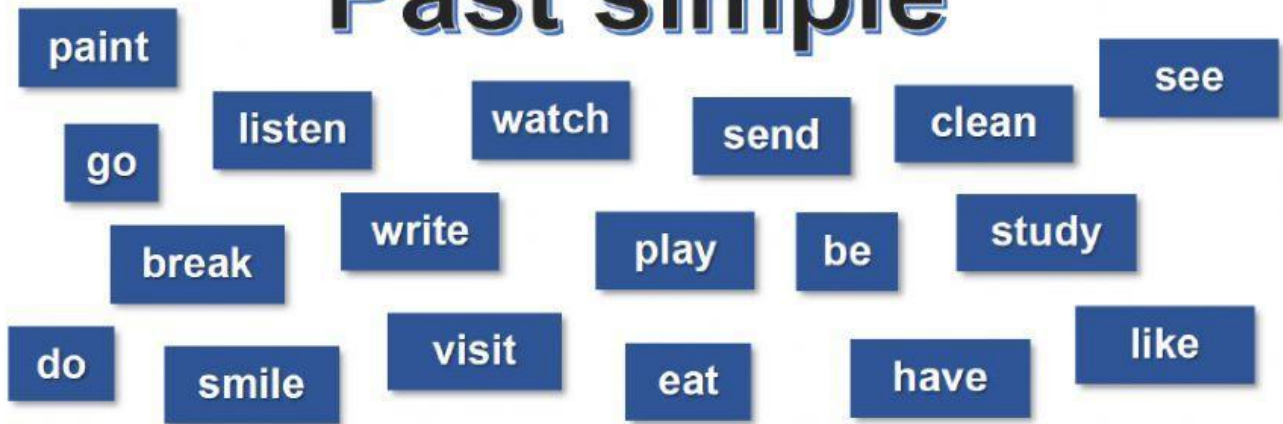 Past simple
paint
see
listen
watch
send
clean
go
write
play
be
study
break
do
smile
visit
eat
have
like